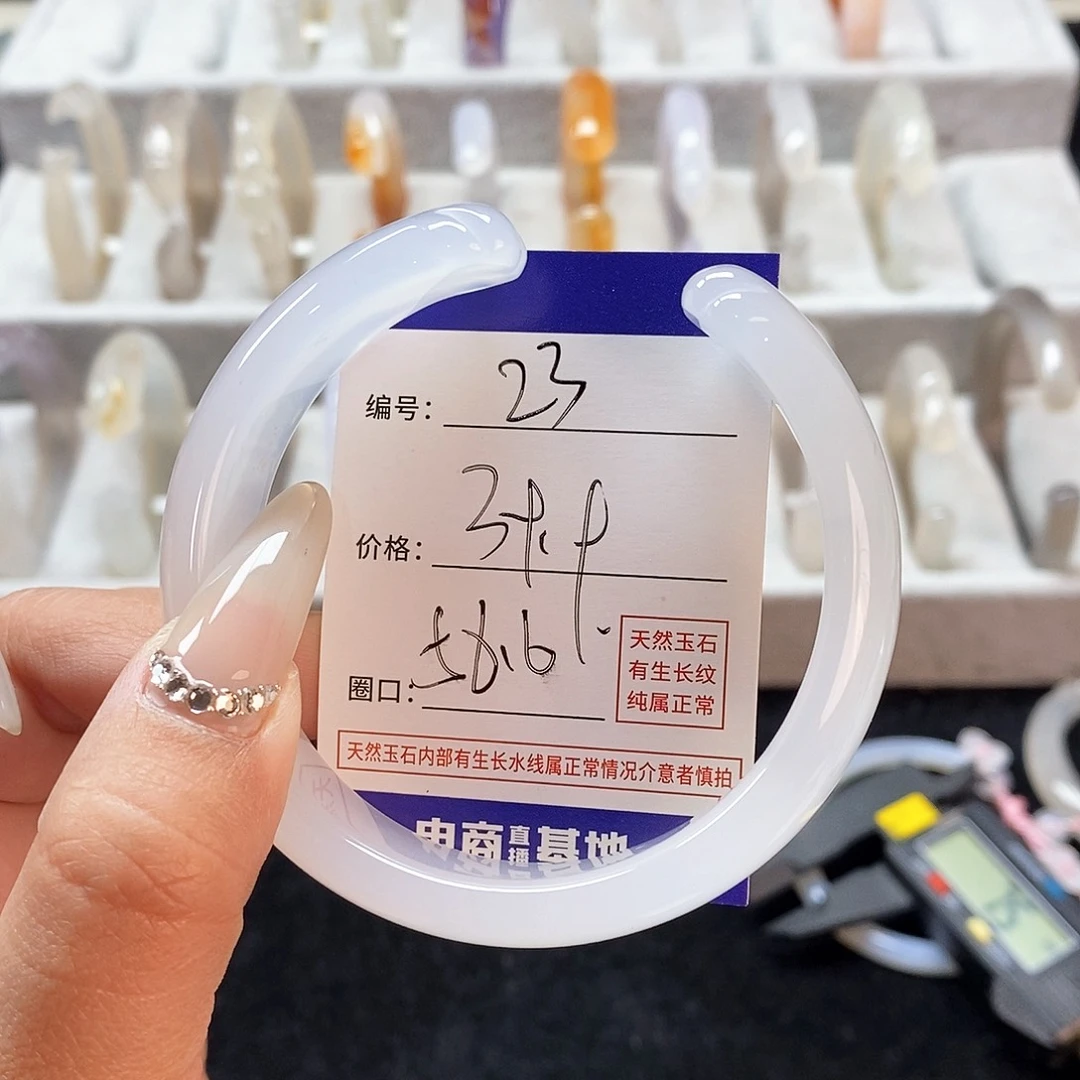 编号: 23
价格:
圈口: 58.6
天然玉石
有生长纹
纯属正常
天然玉石内部有生长水线属正常情况介意者慎拍
电商直播基地